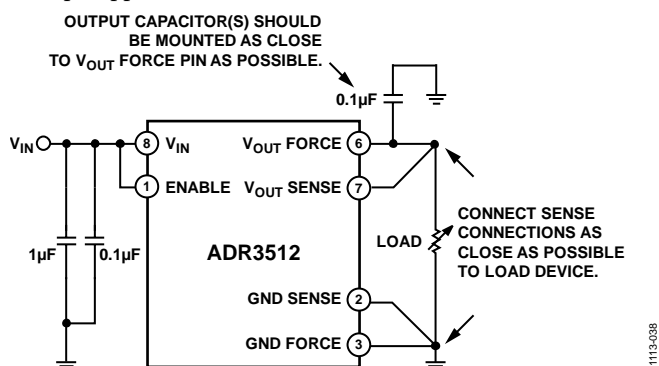 OUTPUT CAPACITOR(S) SHOULD
BE MOUNTED AS CLOSE
TO VOUT FORCE PIN AS POSSIBLE.
0.1µF
VIN
8
VIN
VOUT FORCE
6
1
ENABLE
VOUT SENSE
7
1µF
0.1µF
ADR3512
LOAD
CONNECT SENSE
CONNECTIONS AS
CLOSE AS POSSIBLE
TO LOAD DEVICE.
GND SENSE
2
GND FORCE
3
1113-038